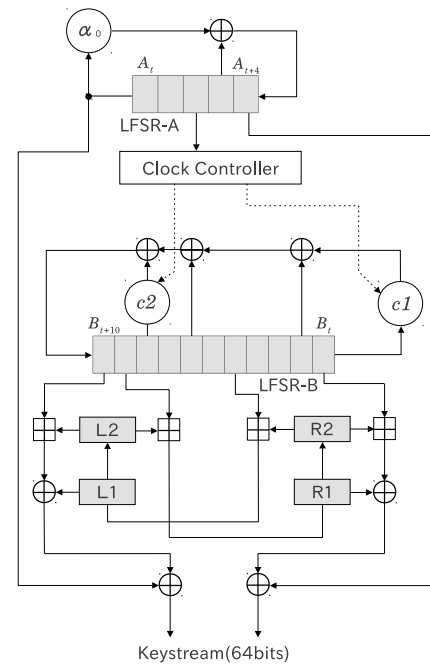 α₀
Aₜ
Aₜ₊₄
LFSR-A
Clock Controller
c2
c1
Bₜ₊₁₀
Bₜ
LFSR-B
L2
R2
L1
R1
Keystream(64bits)